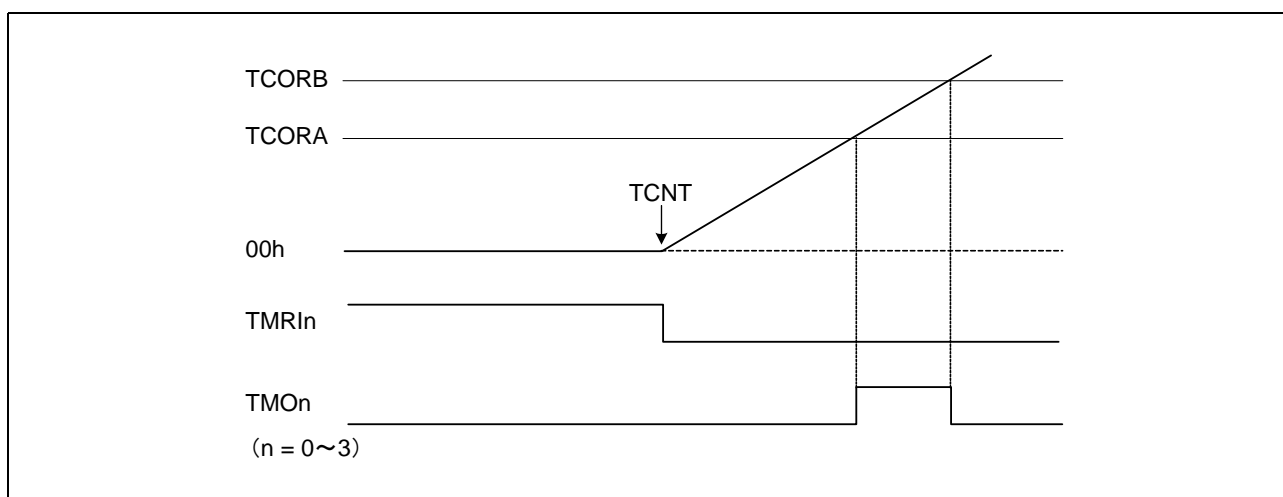 TCORB
TCORA
TCNT
00h
TMRIn
TMOn
（n = 0～3）